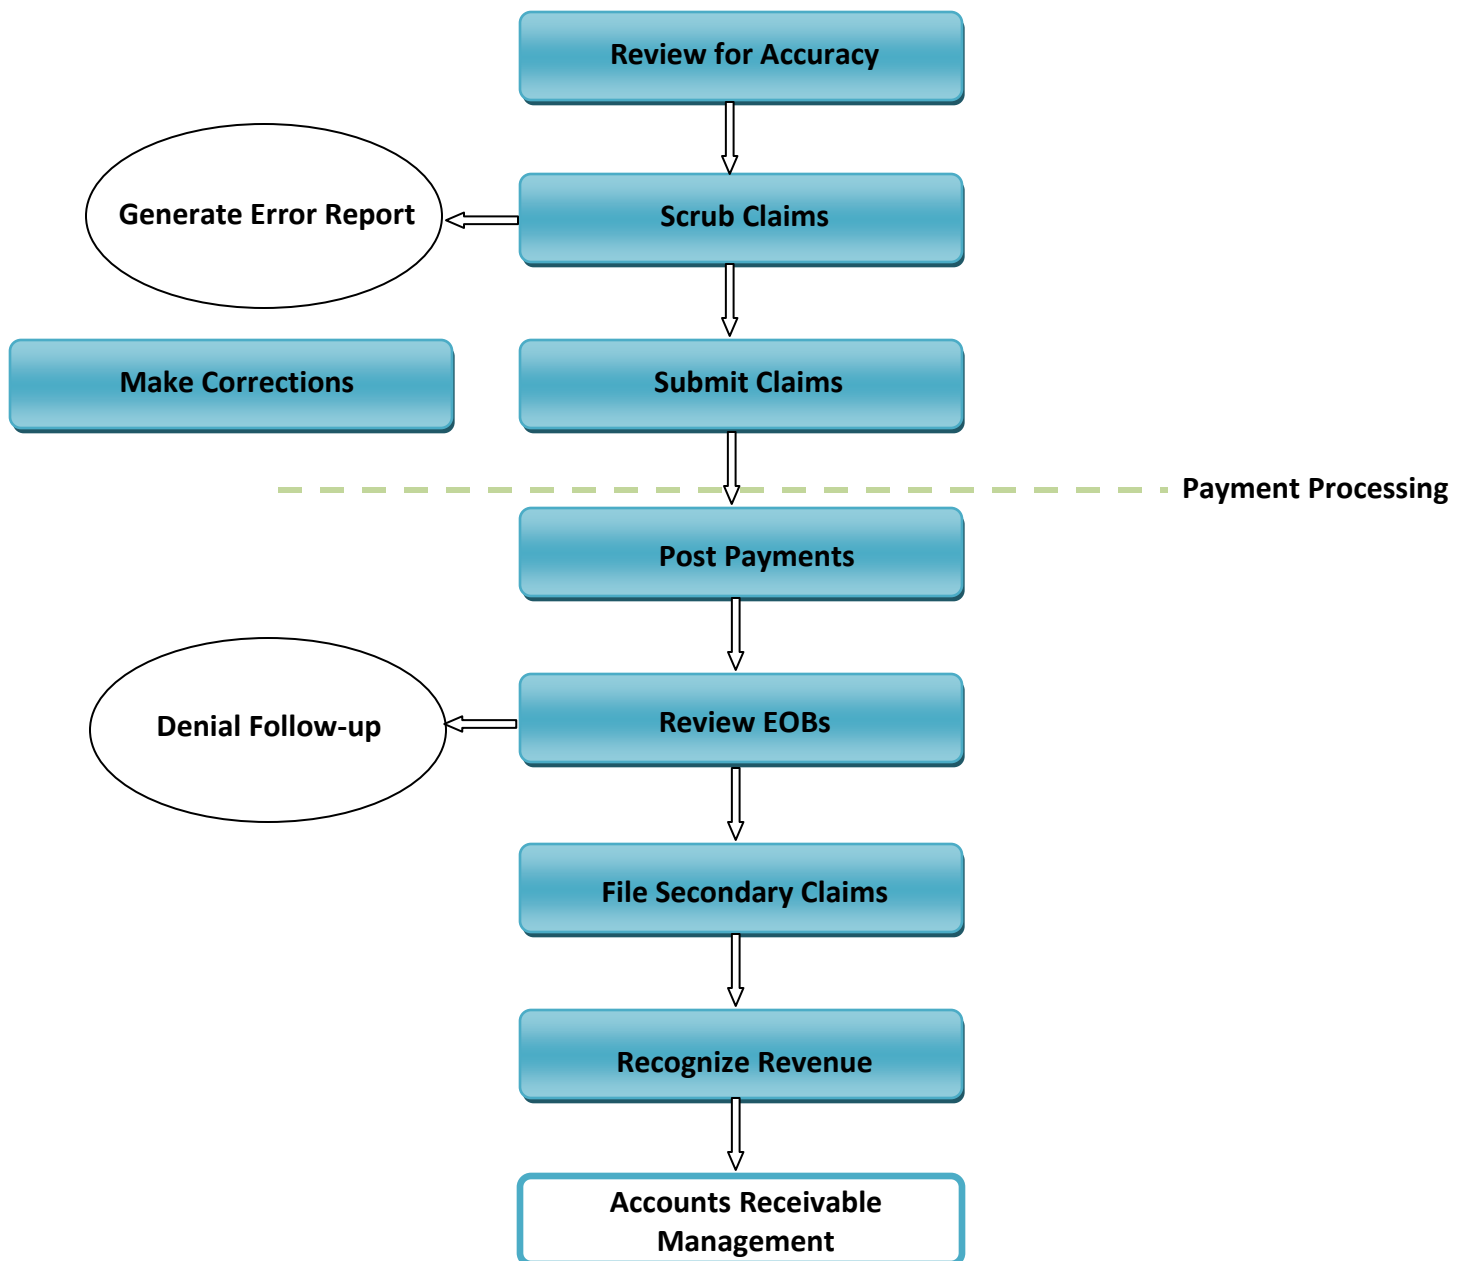 Review for Accuracy
Generate Error Report
Scrub Claims
Make Corrections
Submit Claims
Payment Processing
Post Payments
Denial Follow-up
Review EOBs
File Secondary Claims
Recognize Revenue
Accounts Receivable
Management